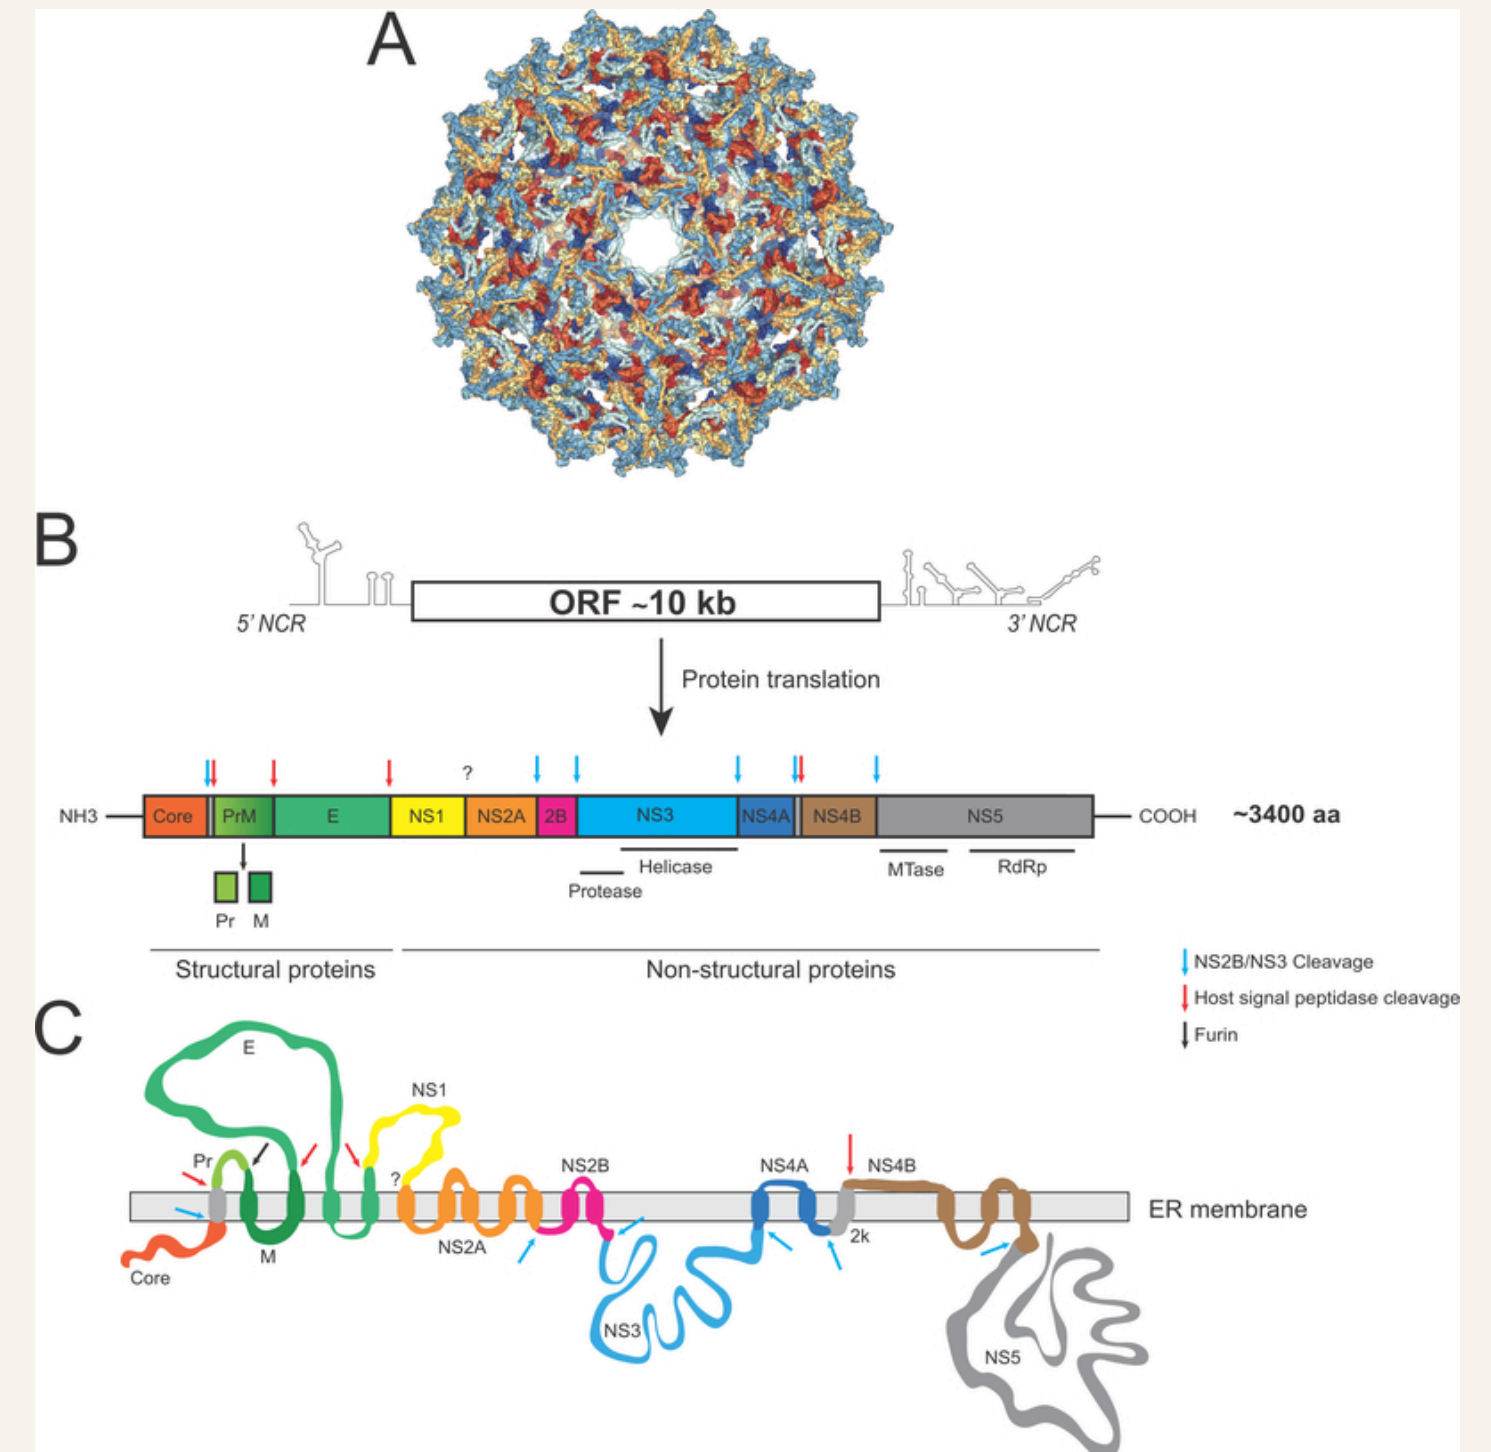 A
B
ORF ~10 kb
5' NCR
3' NCR
Protein translation
?
NH3
Core
PrM
E
NS1
NS2A
2B
NS3
NS4A
NS4B
NS5
COOH
~3400 aa
Helicase
Protease
MTase
RdRp
Pr
M
Structural proteins
Non-structural proteins
NS2B/NS3 Cleavage
Host signal peptidase cleavage
Furin
C
E
NS1
Pr
?
NS2B
NS4A
NS4B
ER membrane
M
NS2A
2k
Core
NS3
NS5